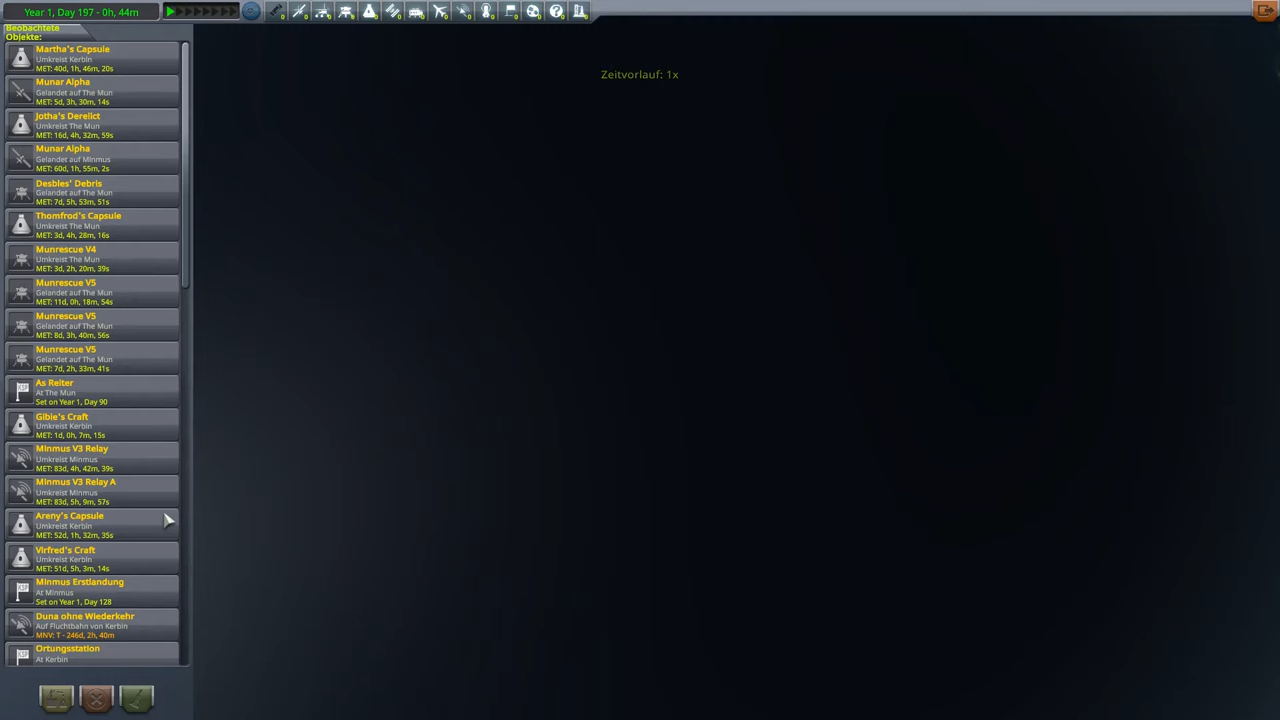 Year 1, Day 197 - 0h, 44m
Beobachtete
Objekte:
Zeitvorlauf: 1x
Martha's Capsule
Umkreist Kerbin
MET: 40d, 1h, 46m, 20s
Munar Alpha
Gelandet auf The Mun
MET: 5d, 3h, 30m, 14s
Jotha's Derelict
Umkreist The Mun
MET: 16d, 4h, 32m, 59s
Munar Alpha
Gelandet auf Minmus
MET: 60d, 1h, 55m, 2s
Desbles' Debris
Gelandet auf The Mun
MET: 7d, 5h, 53m, 51s
Thomfrod's Capsule
Umkreist The Mun
MET: 3d, 4h, 28m, 16s
Munrescue V4
Umkreist The Mun
MET: 3d, 2h, 20m, 39s
Munrescue V5
Gelandet auf The Mun
MET: 11d, 0h, 18m, 54s
Munrescue V5
Gelandet auf The Mun
MET: 8d, 3h, 40m, 56s
Munrescue V5
Gelandet auf The Mun
MET: 7d, 2h, 33m, 41s
As Reiter
At The Mun
Set on Year 1, Day 90
Gibie's Craft
Umkreist Kerbin
MET: 1d, 0h, 7m, 15s
Minmus V3 Relay
Umkreist Minmus
MET: 83d, 4h, 42m, 39s
Minmus V3 Relay A
Umkreist Minmus
MET: 83d, 5h, 9m, 57s
Areny's Capsule
Umkreist Kerbin
MET: 52d, 1h, 32m, 35s
Virfred's Craft
Umkreist Kerbin
MET: 51d, 5h, 3m, 14s
Minmus Erstlandung
At Minmus
Set on Year 1, Day 128
Duna ohne Wiederkehr
Auf Fluchtbahn von Kerbin
MNV: T - 246d, 2h, 40m
Ortungsstation
At Kerbin